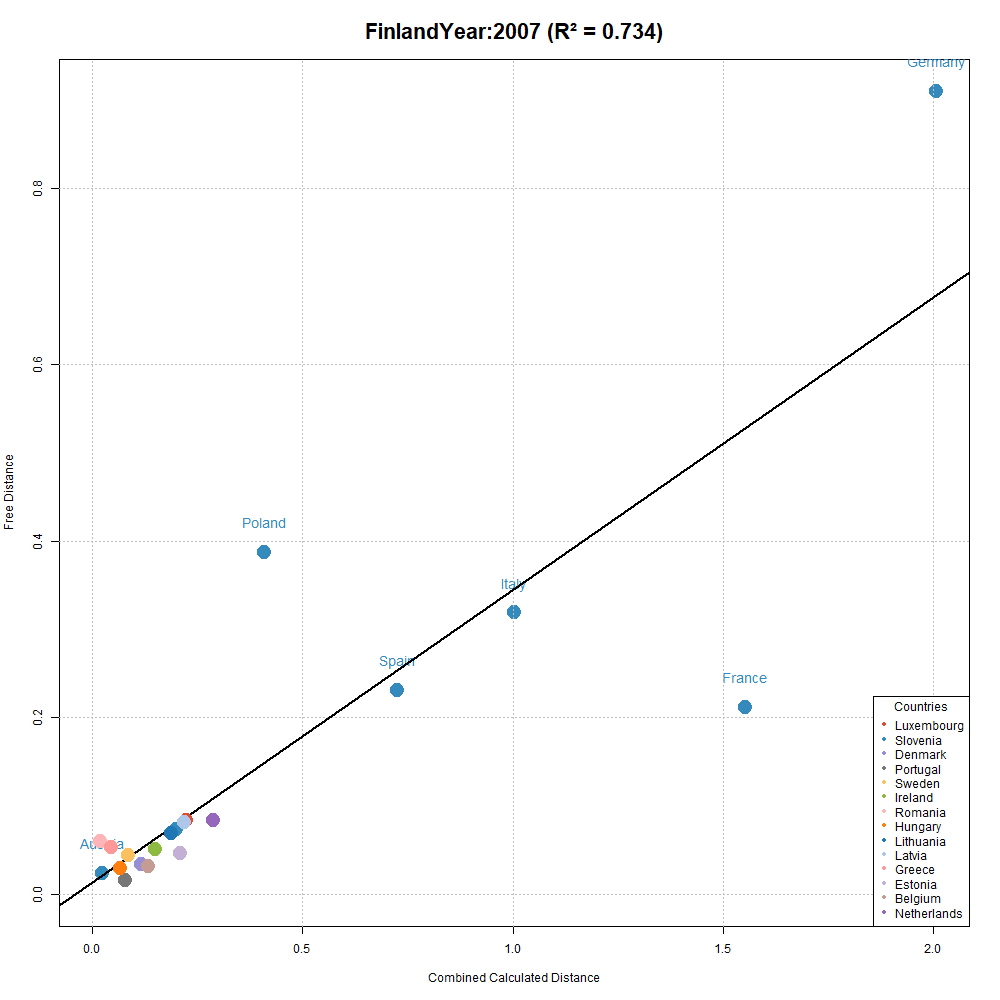 FinlandYear:2007 (R² = 0.734)
Germany
0.8
0.6
Free Distance
Poland
0.4
Italy
Spain
France
0.2
Austria
0.0
Countries
Luxembourg
Slovenia
Denmark
Portugal
Sweden
Ireland
Romania
Hungary
Lithuania
Latvia
Greece
Estonia
Belgium
Netherlands
0.0 0.5 1.0 1.5 2.0
Combined Calculated Distance